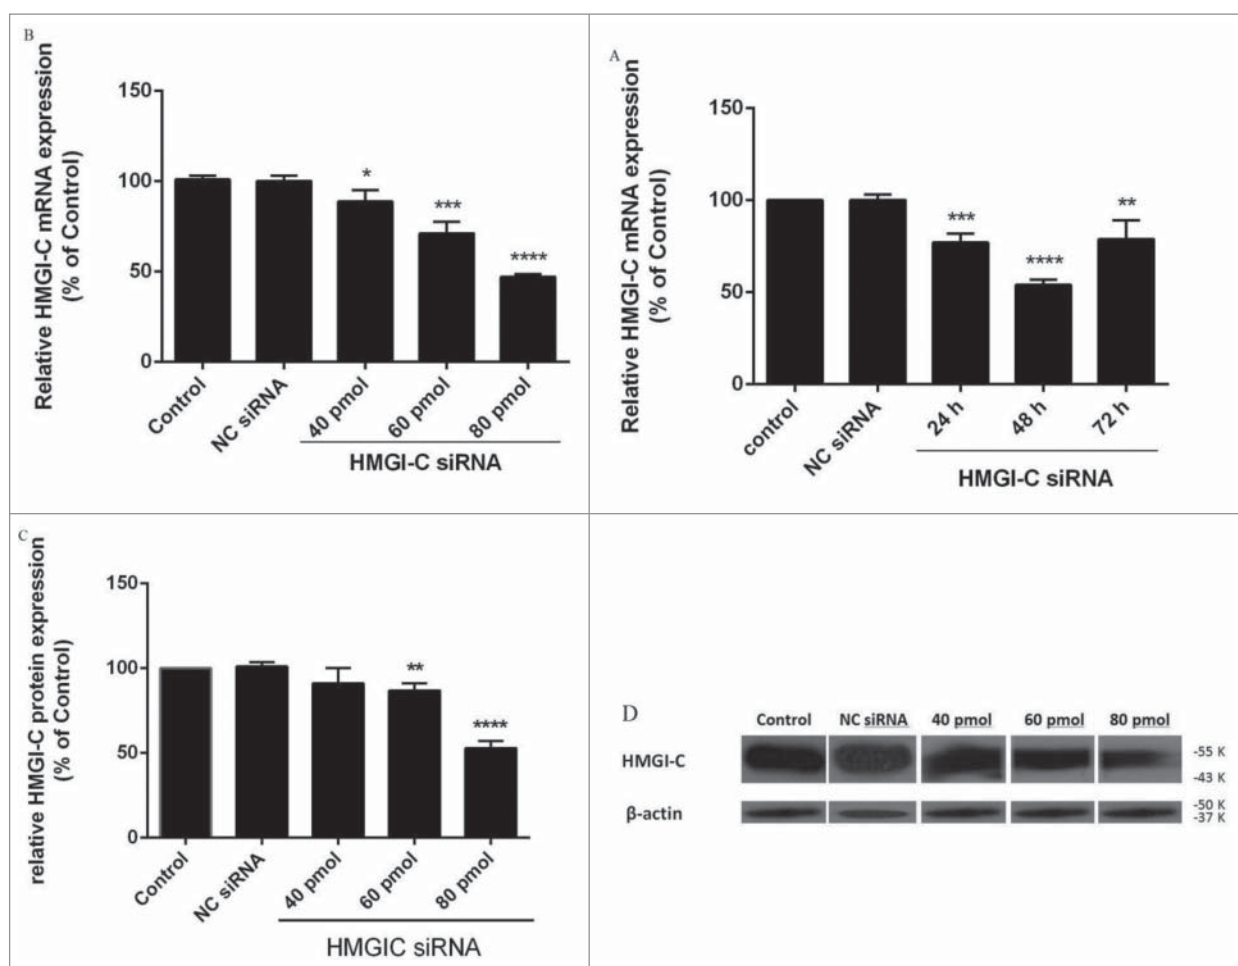 B
Relative HMGI-C mRNA expression
(% of Control)
150
100
50
0
*
***
****
Control
NC siRNA
40 pmol
60 pmol
80 pmol
HMGI-C siRNA
A
Relative HMGI-C mRNA expression
(% of Control)
150
100
50
0
***
****
**
control
NC siRNA
24 h
48 h
72 h
HMGI-C siRNA
C
relative HMGI-C protein expression
(% of Control)
150
100
50
0
**
****
Control
NC siRNA
40 pmol
60 pmol
80 pmol
HMGIC siRNA
D
Control NC siRNA 40 pmol 60 pmol 80 pmol
HMGI-C
-55 K
-43 K
β-actin
-50 K
-37 K